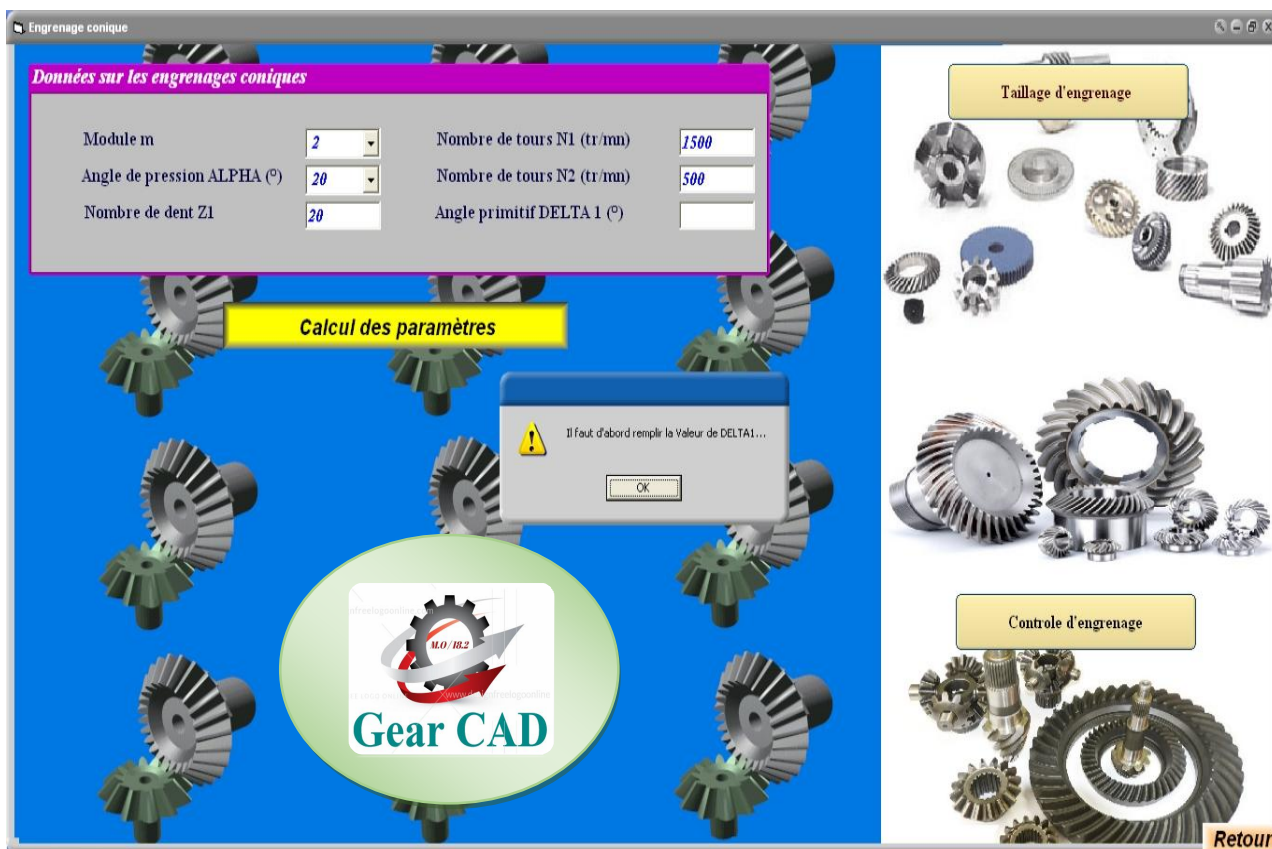 Engrenage conique
Données sur les engrenages coniques
Module m
2
Nombre de tours N1 (tr/mn)
1500
Angle de pression ALPHA (º)
20
Nombre de tours N2 (tr/mn)
500
Nombre de dent Z1
20
Angle primitif DELTA 1 (º)
Calcul des paramètres
Il faut d'abord remplir la Valeur de DELTA1...
OK
M.O / 18.2
Gear CAD
Taillage d'engrenage
Controle d'engrenage
Retour